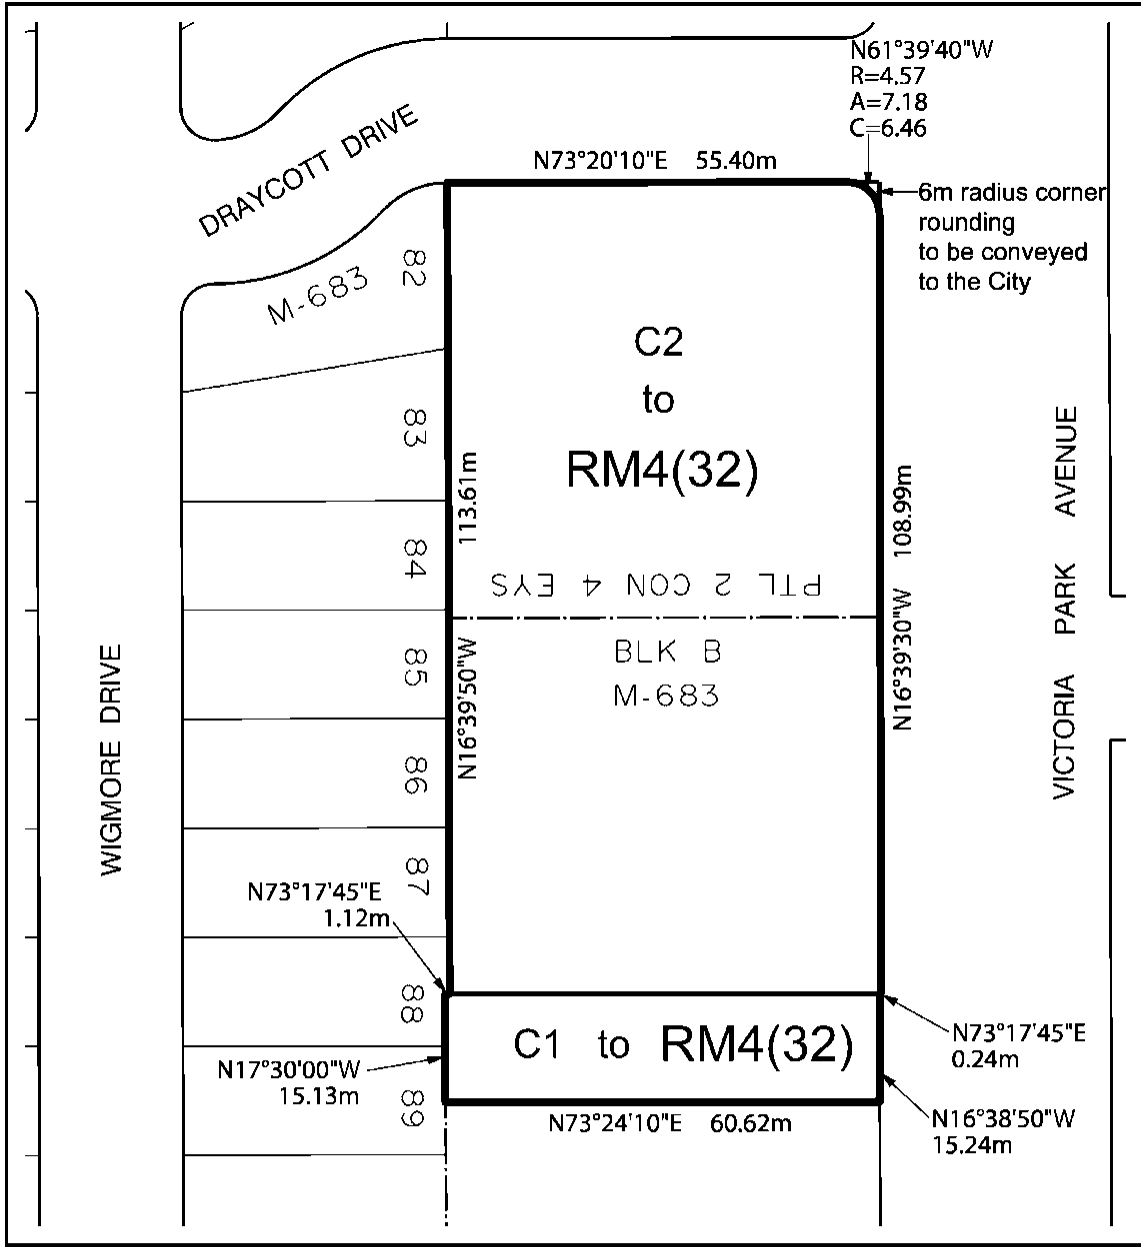 N61°39'40"W
R=4.57
A=7.18
C=6.46
DRAYCOTT DRIVE
N73°20'10"E 55.40m
6m radius corner
rounding
to be conveyed
to the City
M-683
82
C2
to
RM4(32)
83
113.61m
N16°39'50"W
108.99m
N16°39'30"W
VICTORIA PARK AVENUE
84
PTL 2 CON 4 EYS
BLK B
M-683
85
WIGMORE DRIVE
86
87
N73°17'45"E
1.12m
88
C1 to RM4(32)
N73°17'45"E
0.24m
N17°30'00"W
15.13m
89
N73°24'10"E 60.62m
N16°38'50"W
15.24m